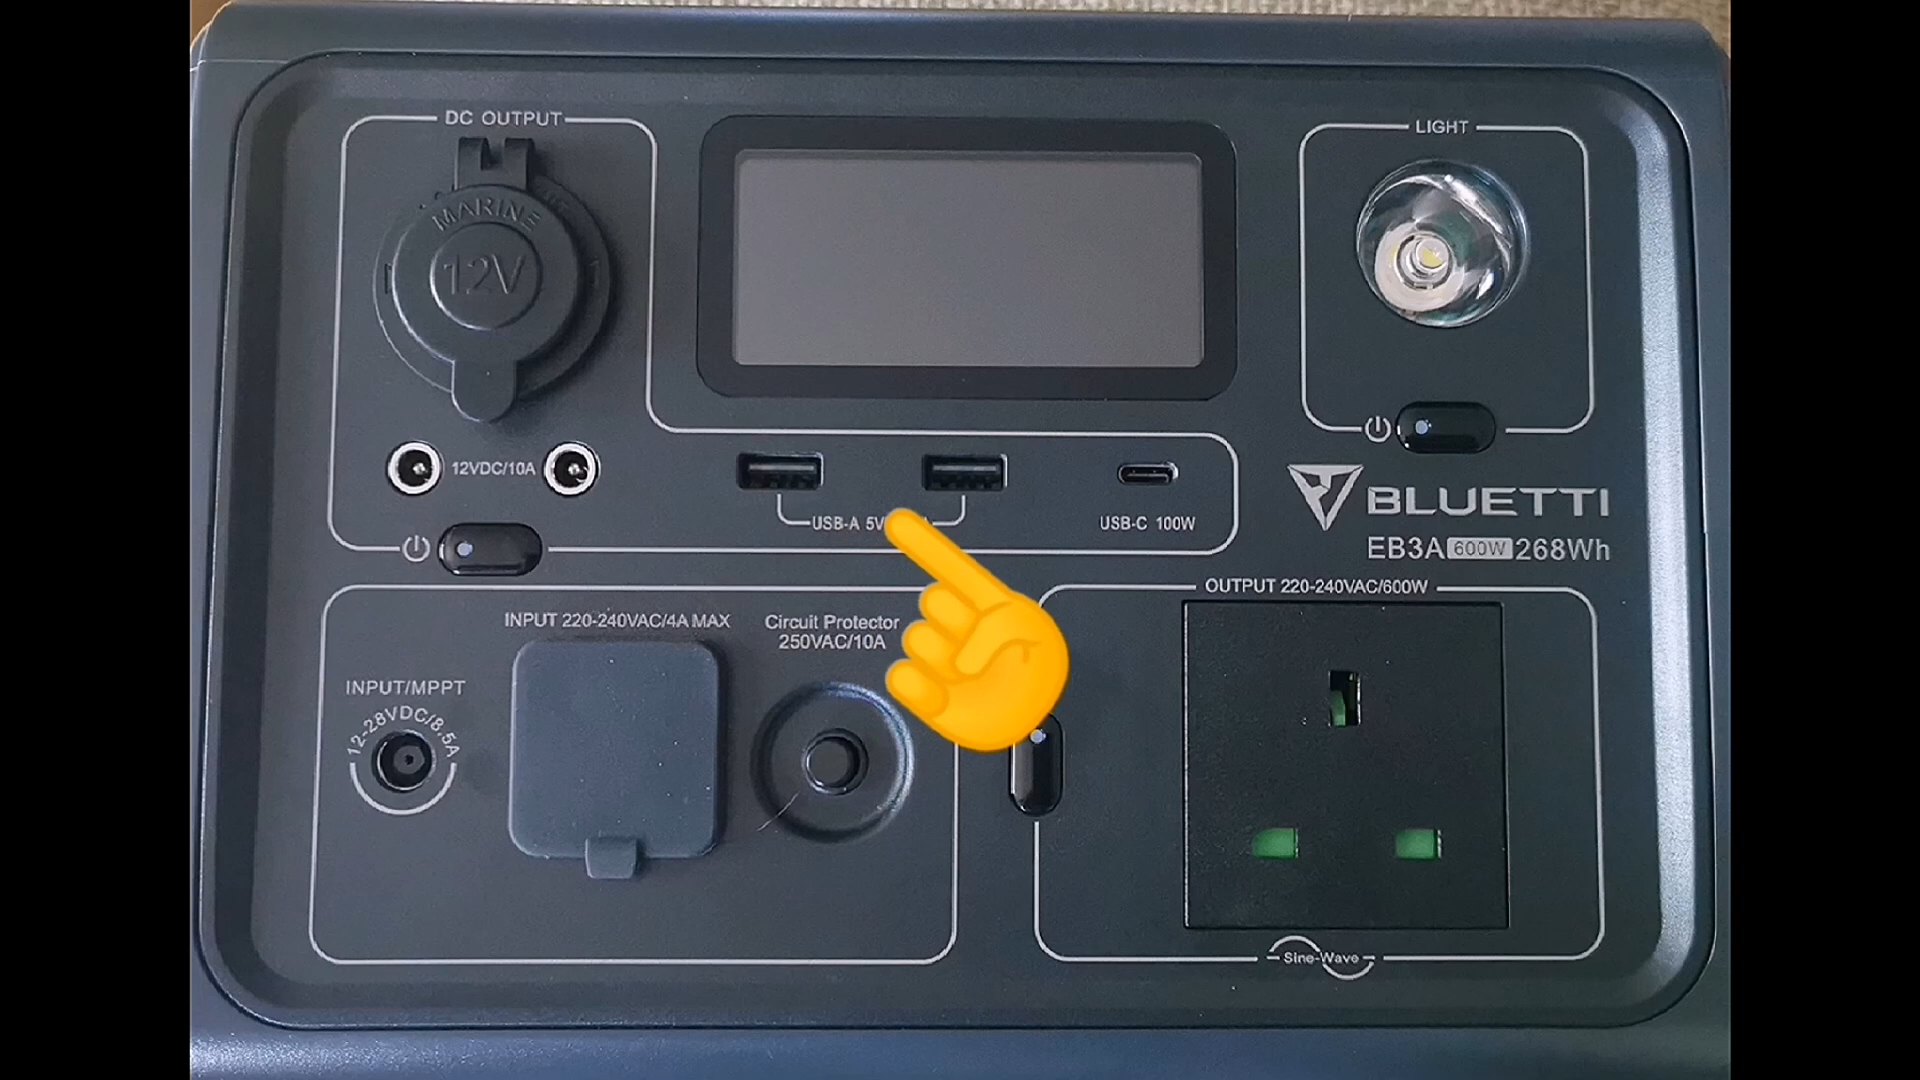 DC OUTPUT
MARINE
12V
LIGHT
12VDC/10A
USB-A 5V
USB-C 100W
BLUETTI
EB3A 600W 268Wh
INPUT 220-240VAC/4A MAX
Circuit Protector
250VAC/10A
INPUT/MPPT
12-28VDC/8.5A
OUTPUT 220-240VAC/600W
Sine-Wave